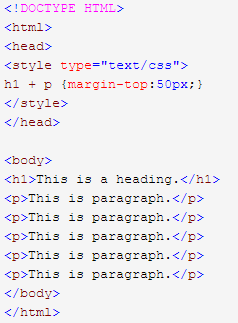 <!DOCTYPE HTML>
<html>
<head>
<style type="text/css">
h1 + p {margin-top:50px;}
</style>
</head>
<body>
<h1>This is a heading.</h1>
<p>This is paragraph.</p>
<p>This is paragraph.</p>
<p>This is paragraph.</p>
<p>This is paragraph.</p>
<p>This is paragraph.</p>
</body>
</html>